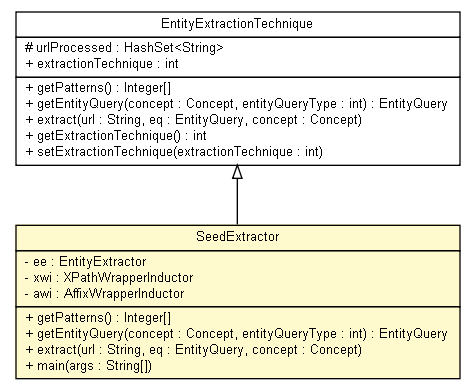 EntityExtractionTechnique
# urlProcessed : HashSet<String>
+ extractionTechnique : int
+ getPatterns() : Integer[]
+ getEntityQuery(concept : Concept, entityQueryType : int) : EntityQuery
+ extract(url : String, eq : EntityQuery, concept : Concept)
+ getExtractionTechnique() : int
+ setExtractionTechnique(extractionTechnique : int)
SeedExtractor
- ee : EntityExtractor
- xwi : XPathWrapperInductor
- awi : AffixWrapperInductor
+ getPatterns() : Integer[]
+ getEntityQuery(concept : Concept, entityQueryType : int) : EntityQuery
+ extract(url : String, eq : EntityQuery, concept : Concept)
+ main(args : String[])